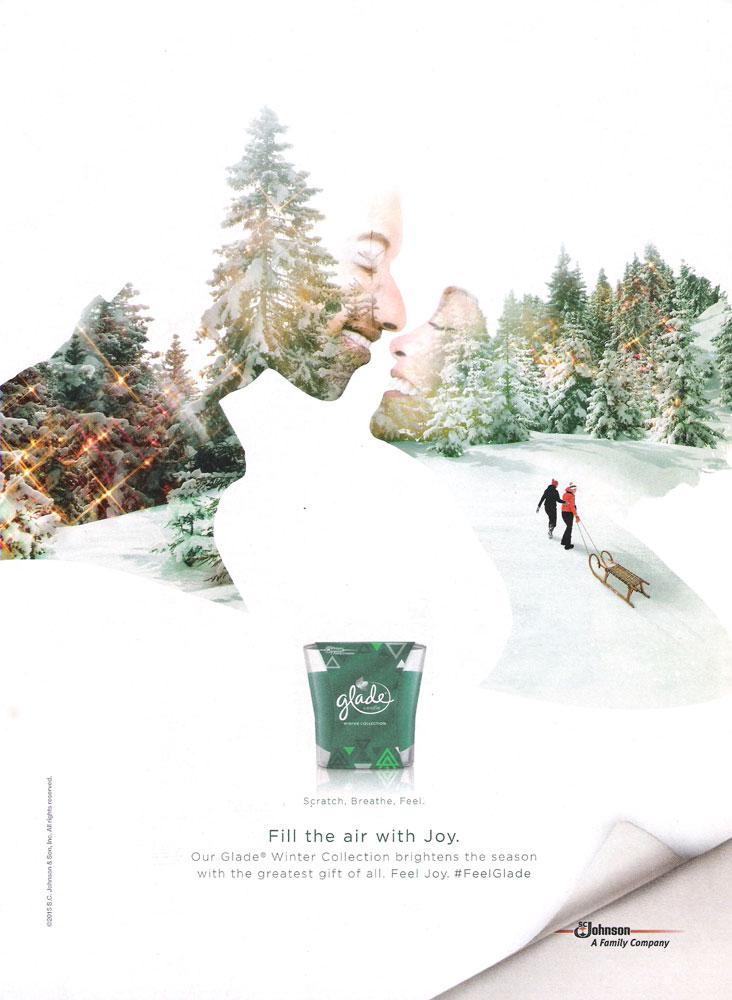 glade
candle
WINTER COLLECTION
Scratch, Breathe, Feel.
Fill the air with Joy.
Our Glade® Winter Collection brightens the season
with the greatest gift of all. Feel Joy. #FeelGlade
©2015 S.C. Johnson & Son, Inc. All rights reserved.
SC Johnson
A Family Company